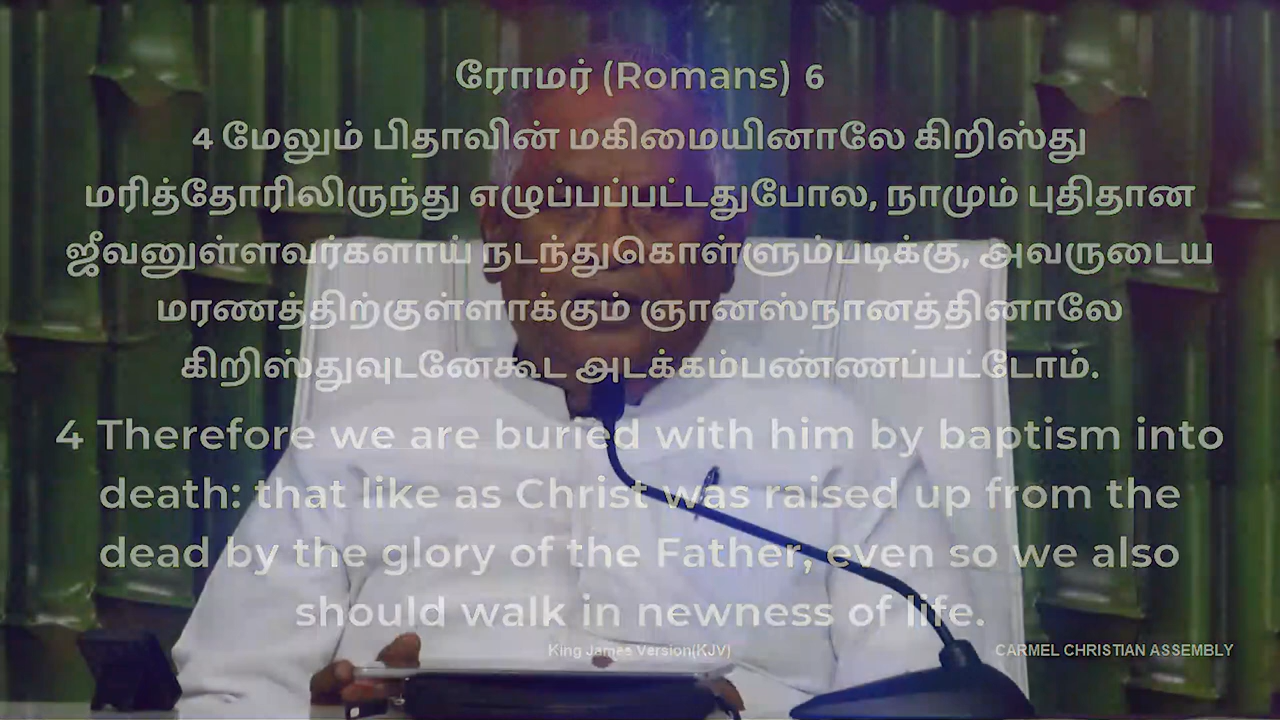 ரோமர் (Romans) 6
4 மேலும் பிதாவின் மகிமையினாலே கிறிஸ்து
மரித்தோரிலிருந்து எழுப்பப்பட்டதுபோல, நாமும் புதிதான
ஜீவனுள்ளவர்களாய் நடந்துகொள்ளும்படிக்கு, அவருடைய
மரணத்திற்குள்ளாக்கும் ஞானஸ்நானத்தினாலே
கிறிஸ்துவுடனேகூட அடக்கம்பண்ணப்பட்டோம்.
4 Therefore we are buried with him by baptism into
death: that like as Christ was raised up from the
dead by the glory of the Father, even so we also
should walk in newness of life.
King James Version(KJV)
CARMEL CHRISTIAN ASSEMBLY